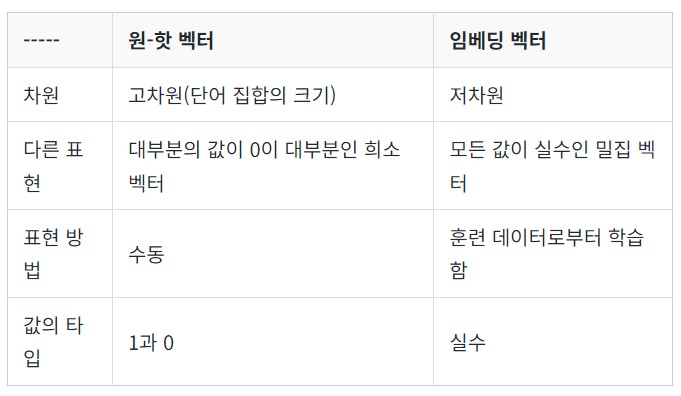 ----- 원-핫 벡터 임베딩 벡터
차원 고차원(단어 집합의 크기) 저차원
다른 표 대부분의 값이 0이 대부분인 희소 모든 값이 실수인 밀집 벡
현 벡터 터
표현 방 수동 훈련 데이터로부터 학습
법 함
값의 타 1과 0 실수
입